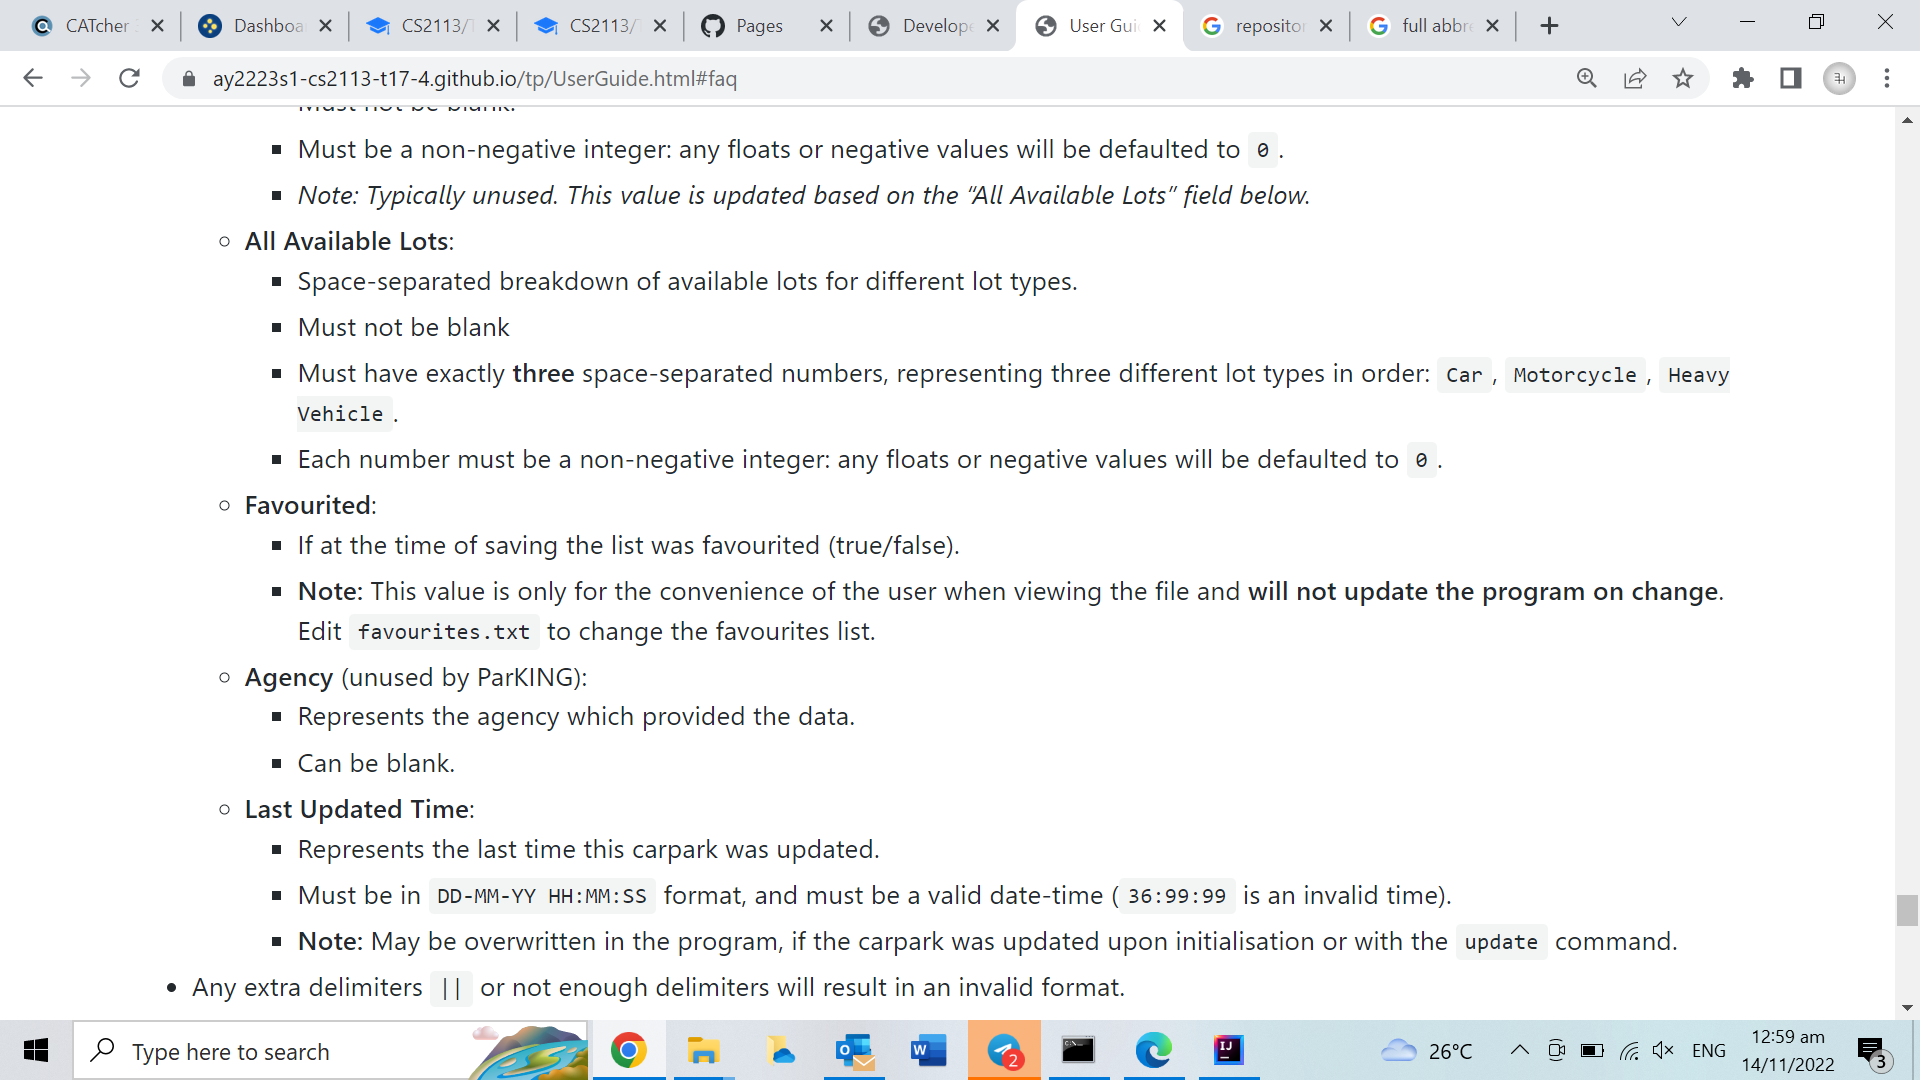 CATcher
Dashboa
CS2113/T
CS2113/T
Pages
Develope
User Gui
repositor
full abbre
ay2223s1-cs2113-t17-4.github.io/tp/UserGuide.html#faq
Must not be blank.
Must be a non-negative integer: any floats or negative values will be defaulted to 0.
Note: Typically unused. This value is updated based on the “All Available Lots” field below.
All Available Lots:
Space-separated breakdown of available lots for different lot types.
Must not be blank
Must have exactly three space-separated numbers, representing three different lot types in order: Car, Motorcycle, Heavy
Vehicle.
Each number must be a non-negative integer: any floats or negative values will be defaulted to 0.
Favourited:
If at the time of saving the list was favourited (true/false).
Note: This value is only for the convenience of the user when viewing the file and will not update the program on change.
Edit favourites.txt to change the favourites list.
Agency (unused by ParKING):
Represents the agency which provided the data.
Can be blank.
Last Updated Time:
Represents the last time this carpark was updated.
Must be in DD-MM-YY HH:MM:SS format, and must be a valid date-time (36:99:99 is an invalid time).
Note: May be overwritten in the program, if the carpark was updated upon initialisation or with the update command.
Any extra delimiters || or not enough delimiters will result in an invalid format.
Type here to search
2
26°C
ENG
12:59 am
14/11/2022
3